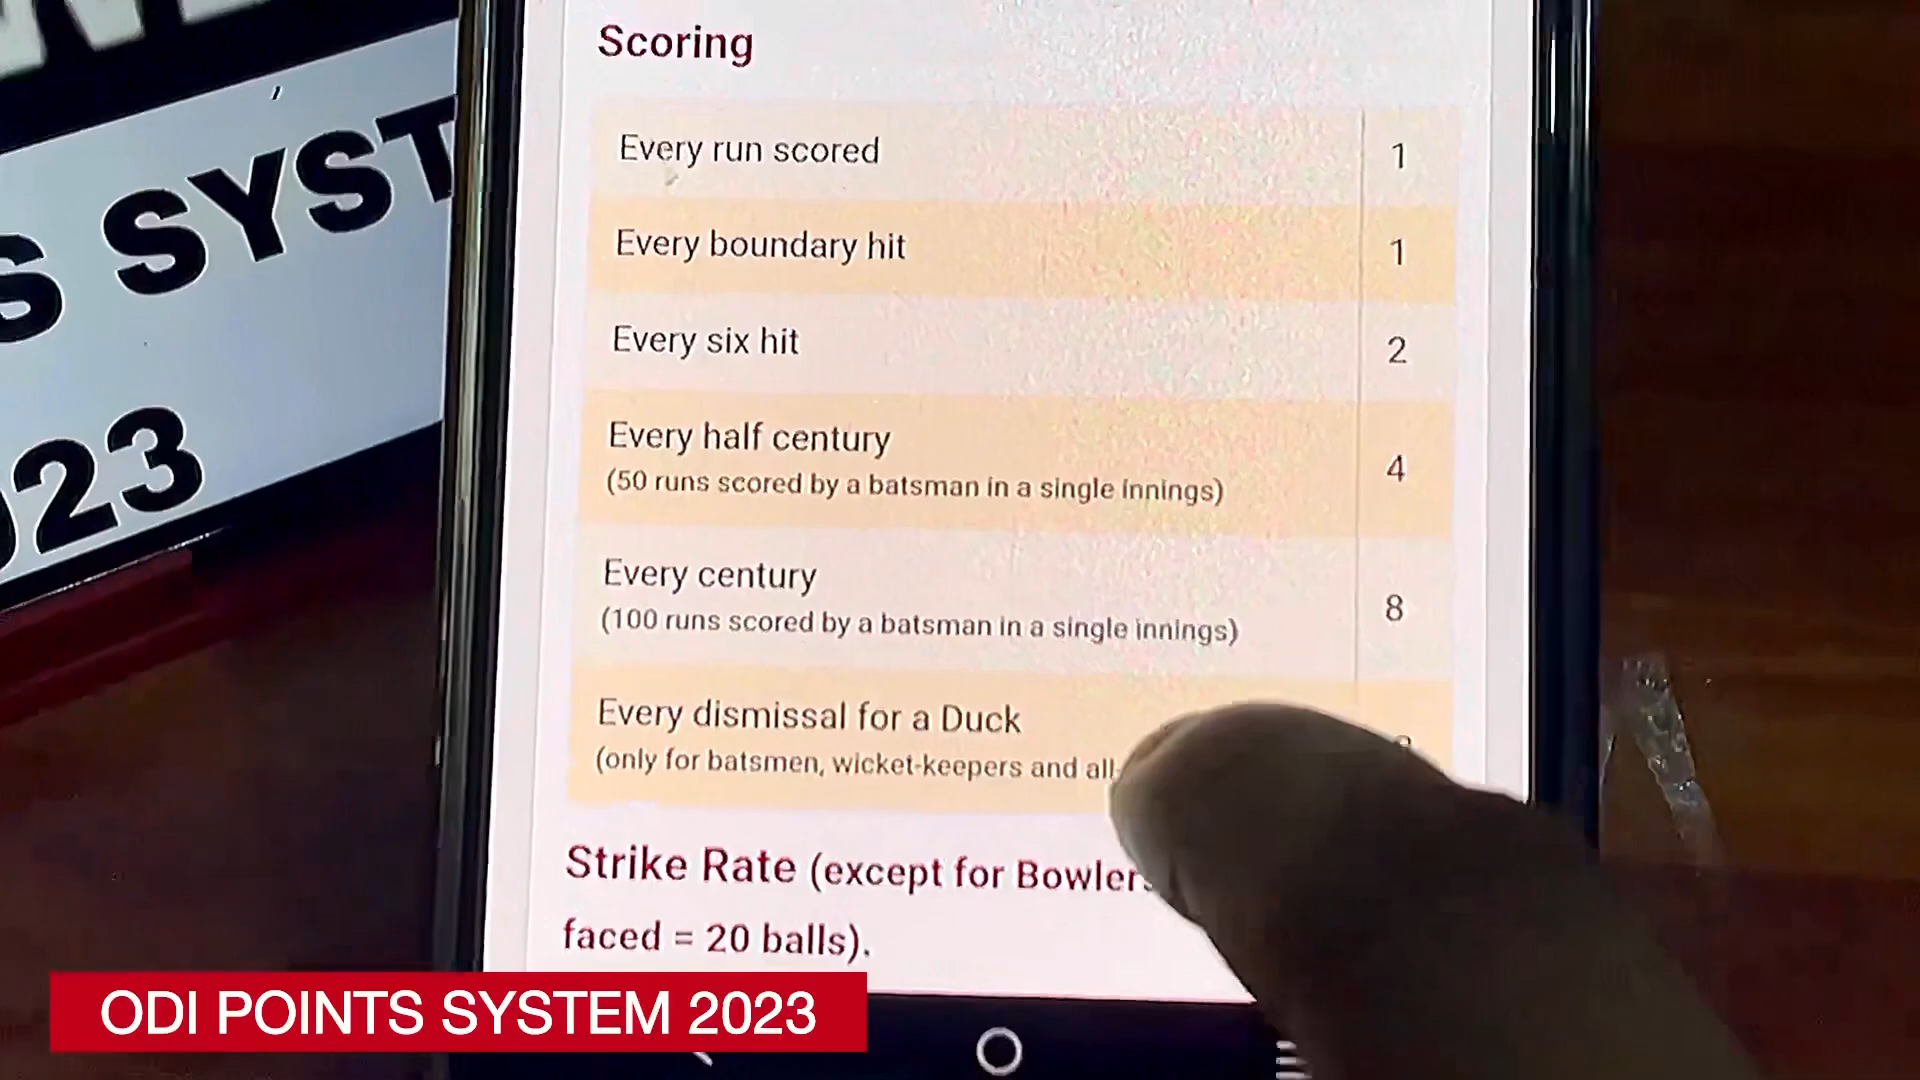 S SYST
023
Scoring
Every run scored 1
Every boundary hit 1
Every six hit 2
Every half century 4
(50 runs scored by a batsman in a single innings)
Every century 8
(100 runs scored by a batsman in a single innings)
Every dismissal for a Duck
(only for batsmen, wicket-keepers and all-
Strike Rate (except for Bowlers
faced = 20 balls).
ODI POINTS SYSTEM 2023